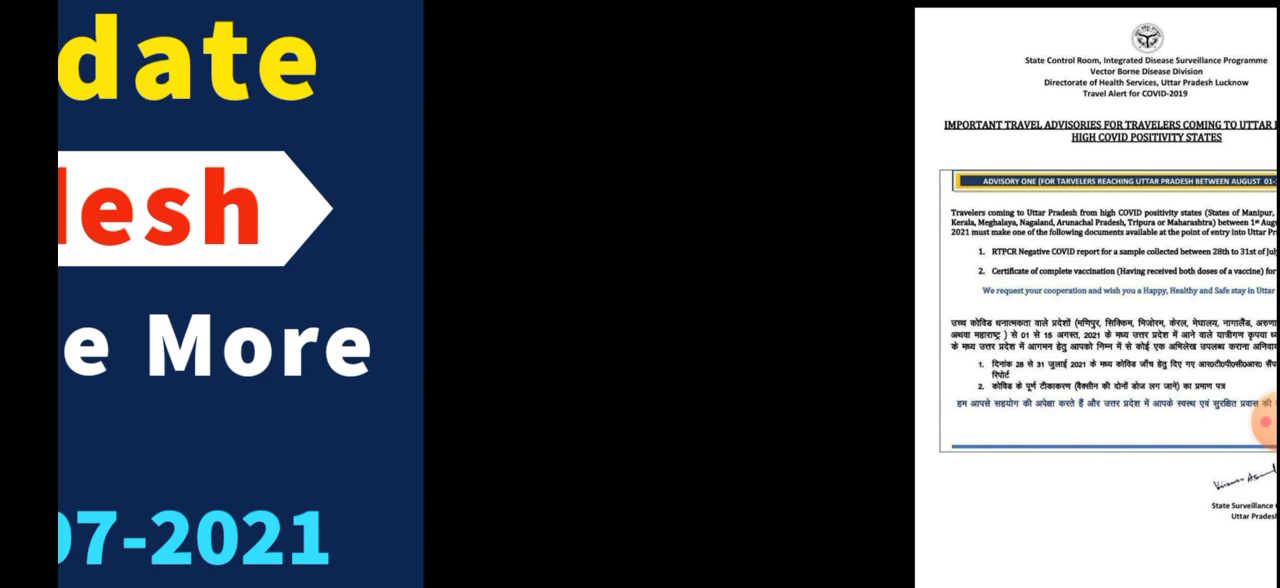 date
desh
e More
07-2021
State Control Room, Integrated Disease Surveillance Programme
Vector Borne Disease Division
Directorate of Health Services, Uttar Pradesh Lucknow
Travel Alert for COVID-2019
IMPORTANT TRAVEL ADVISORIES FOR TRAVELERS COMING TO UTTAR
HIGH COVID POSITIVITY STATES
ADVISORY ONE (FOR TARVELERS REACHING UTTAR PRADESH BETWEEN AUGUST 01-
Travelers coming to Uttar Pradesh from high COVID positivity states (States of Manipur,
Kerala, Meghalaya, Nagaland, Arunachal Pradesh, Tripura or Maharashtra) between 1st Aug
2021 must make one of the following documents available at the point of entry into Uttar Pr
1. RTPCR Negative COVID report for a sample collected between 28th to 31st of Jul
2. Certificate of complete vaccination (Having received both doses of a vaccine) for
We request your cooperation and wish you a Happy, Healthy and Safe stay in Uttar
उच्च कोविड धनात्मकता वाले प्रदेशों (मणिपुर, सिक्किम, मिजोरम, केरल, मेघालय, नागालैंड, अरुणा
अथवा महाराष्ट्र ) से 01 से 15 अगस्त, 2021 के मध्य उत्तर प्रदेश में आने वाले यात्रीगण कृपया ध्
के मध्य उत्तर प्रदेश में आगमन हेतु आपको निम्न में से कोई एक अभिलेख उपलब्ध कराना अनिवा
1. दिनांक 28 से 31 जुलाई 2021 के मध्य कोविड जाँच हेतु दिए गए आर०टी०पी०सी०आर० सैंप
रिपोर्ट
2. कोविड के पूर्ण टीकाकरण (वैक्सीन की दोनों डोज लग जाने) का प्रमाण पत्र
हम आपसे सहयोग की अपेक्षा करते हैं और उत्तर प्रदेश में आपके स्वस्थ एवं सुरक्षित प्रवास की
State Surveillance
Uttar Prades